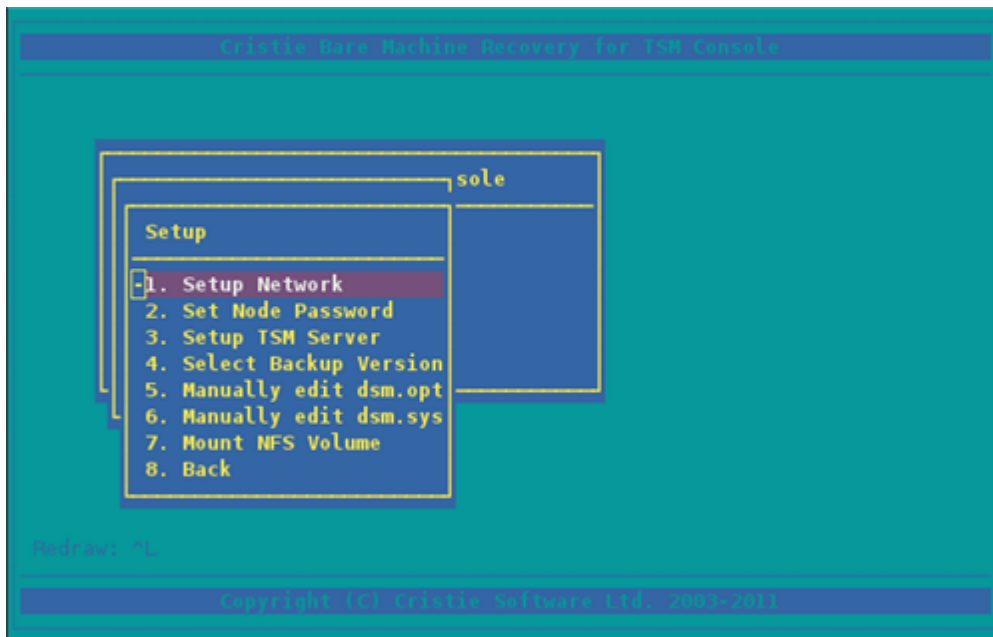 Cristie Bare Machine Recovery for TSM Console
sole
Setup
-1. Setup Network
2. Set Node Password
3. Setup TSM Server
4. Select Backup Version
5. Manually edit dsm.opt
6. Manually edit dsm.sys
7. Mount NFS Volume
8. Back
Redraw: ^L
Copyright (C) Cristie Software Ltd. 2003-2011